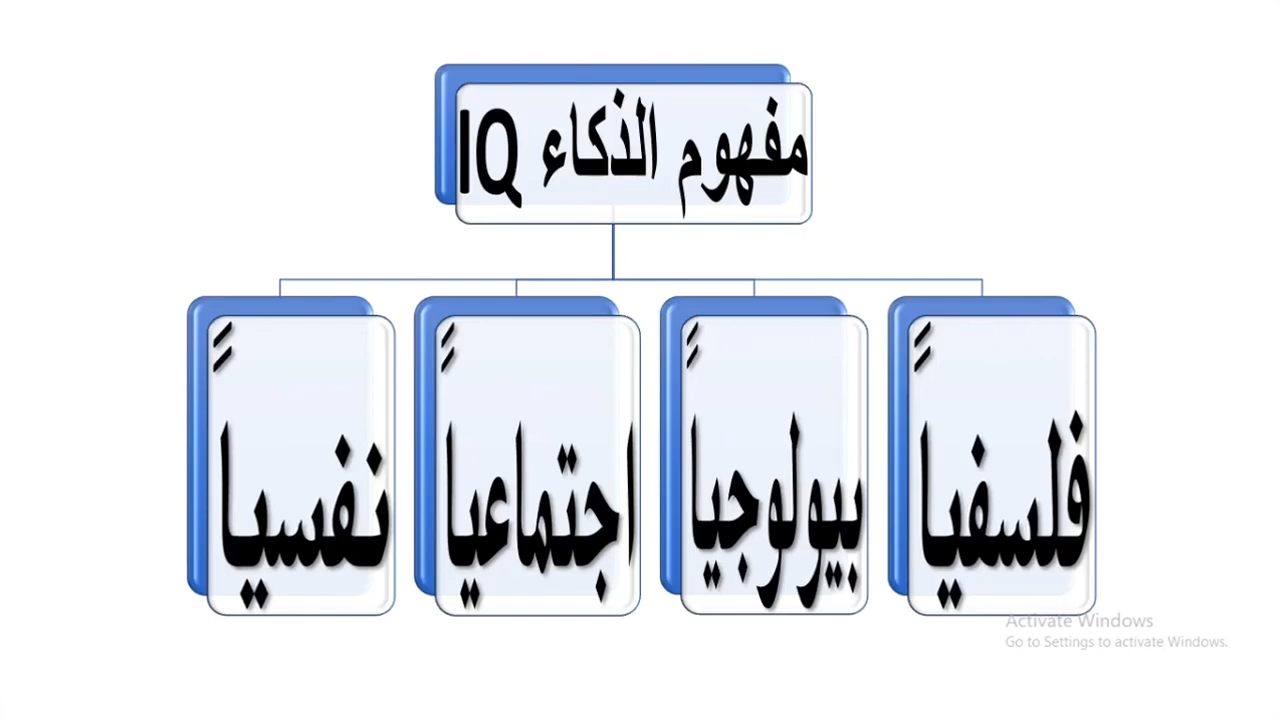 مفهوم الذكاء IQ
فلسفياً
بيولوجياً
اجتماعياً
نفسياً
Activate Windows
Go to Settings to activate Windows.